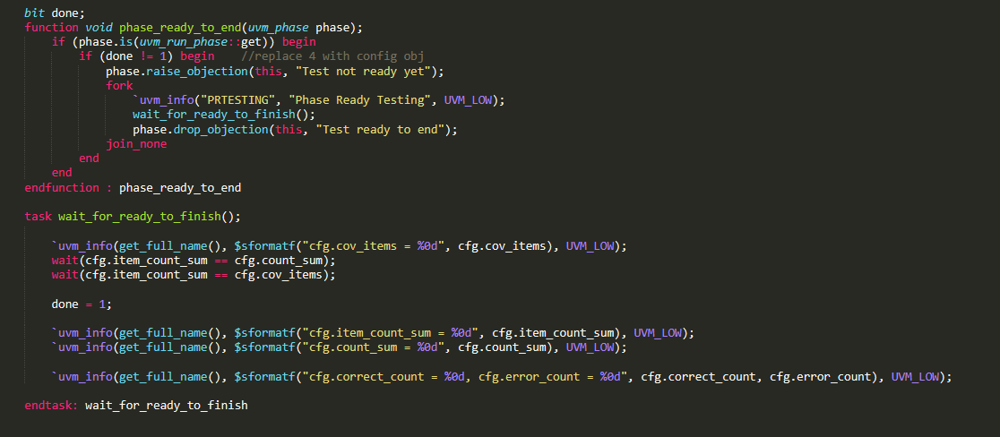 bit done;
function void phase_ready_to_end(uvm_phase phase);
if (phase.is(uvm_run_phase::get)) begin
if (done != 1) begin    //replace 4 with config obj
phase.raise_objection(this, "Test not ready yet");
fork
`uvm_info("PRTESTING", "Phase Ready Testing", UVM_LOW);
wait_for_ready_to_finish();
phase.drop_objection(this, "Test ready to end");
join_none
end
end
endfunction : phase_ready_to_end
task wait_for_ready_to_finish();
`uvm_info(get_full_name(), $sformatf("cfg.cov_items = %0d", cfg.cov_items), UVM_LOW);
wait(cfg.item_count_sum == cfg.count_sum);
wait(cfg.item_count_sum == cfg.cov_items);
done = 1;
`uvm_info(get_full_name(), $sformatf("cfg.item_count_sum = %0d", cfg.item_count_sum), UVM_LOW);
`uvm_info(get_full_name(), $sformatf("cfg.count_sum = %0d", cfg.count_sum), UVM_LOW);
`uvm_info(get_full_name(), $sformatf("cfg.correct_count = %0d, cfg.error_count = %0d", cfg.correct_count, cfg.error_count), UVM_LOW);
endtask: wait_for_ready_to_finish